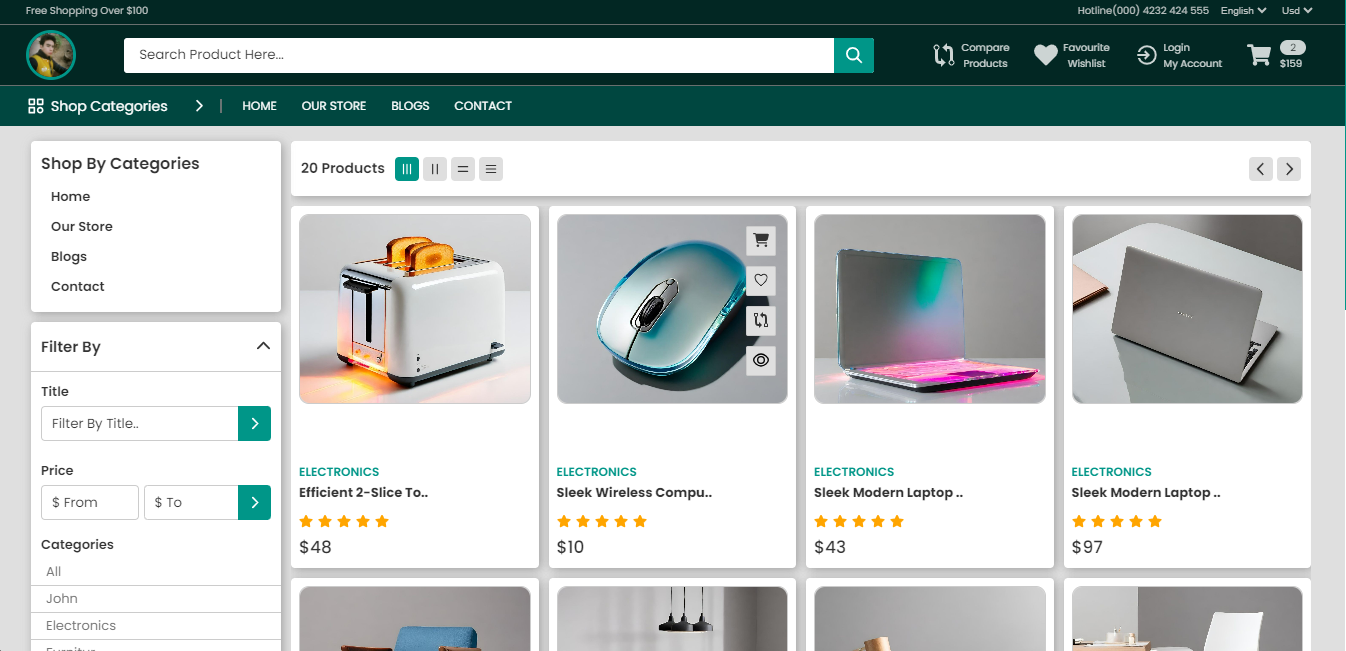 Free Shopping Over $100
Hotline(000) 4232 424 555 English Usd
Search Product Here...
Compare
Products
Favourite
Wishlist
Login
My Account
2
$159
Shop Categories
HOME OUR STORE BLOGS CONTACT
Shop By Categories
Home
Our Store
Blogs
Contact
Filter By
Title
Filter By Title..
Price
$ From
$ To
Categories
All
John
Electronics
20 Products
ELECTRONICS
Efficient 2-Slice To..
$48
ELECTRONICS
Sleek Wireless Compu..
$10
ELECTRONICS
Sleek Modern Laptop ..
$43
ELECTRONICS
Sleek Modern Laptop ..
$97